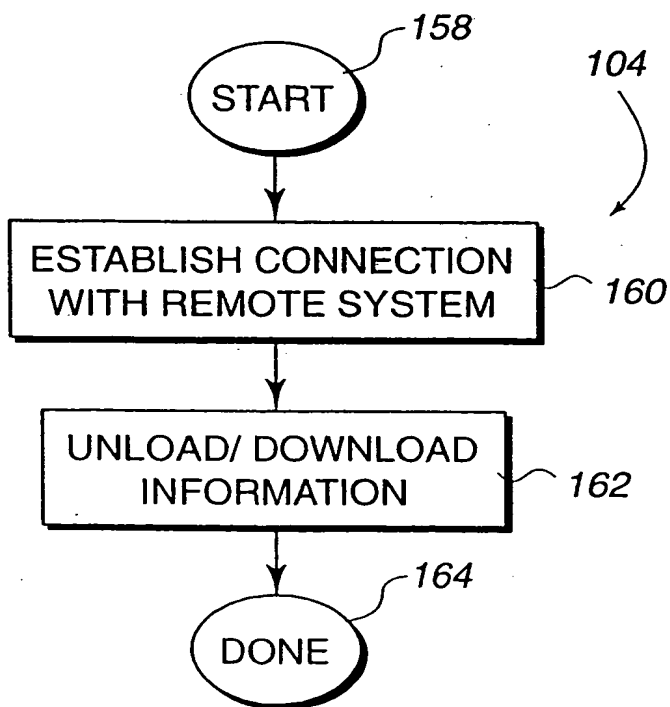 158
START
104
ESTABLISH CONNECTION
WITH REMOTE SYSTEM
160
UNLOAD/ DOWNLOAD
INFORMATION
162
164
DONE